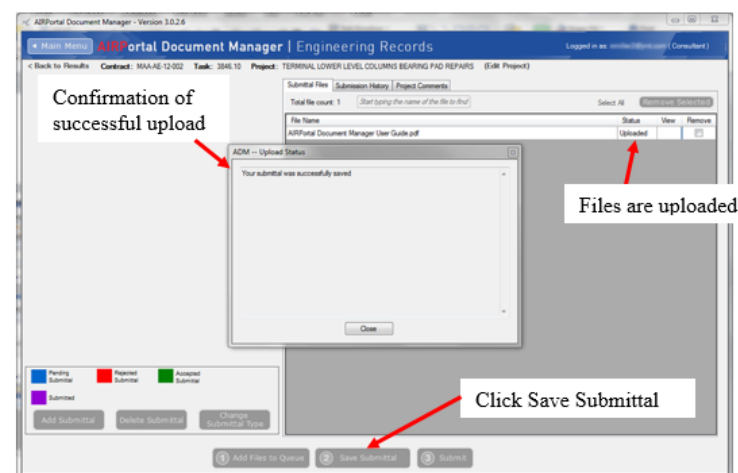 AIRPortal Document Manager - Version 3.0.2.6
Main Menu AIRPortal Document Manager | Engineering Records Logged in as: (Consultant)
< Back to Results Contract: MAA-AE-12-002 Task: 3846.10 Project: TERMINAL LOWER LEVEL COLUMNS BEARING PAD REPAIRS (Edit Project)
Confirmation of
successful upload
Submittal Files Submission History Project Comments
Total file count: 1 Start typing the name of the file to find Select All Remove Selected
File Name Status View Remove
AIRPortal Document Manager User Guide.pdf Uploaded
ADM -- Upload Status
Your submittal was successfully saved
Files are uploaded
Close
Pending
Submittal
Rejected
Submittal
Accepted
Submittal
Submitted
Click Save Submittal
Add Submittal Delete Submittal Change
Submittal Type
1 Add Files to Queue 2 Save Submittal 3 Submit